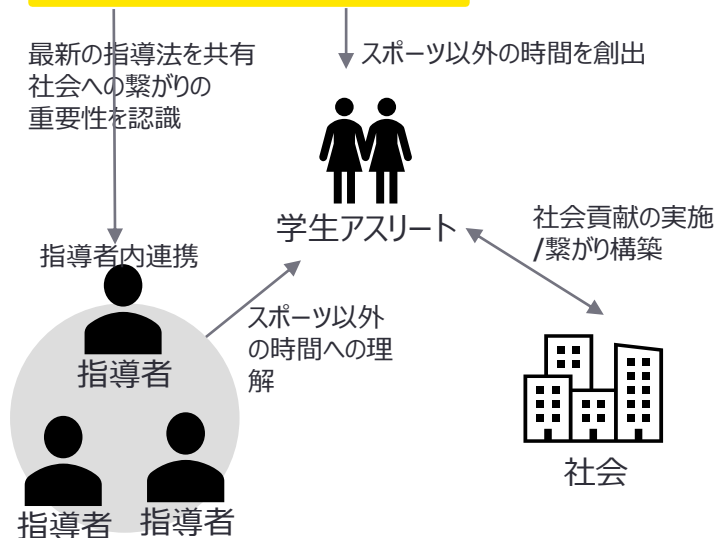 最新の指導法を共有
社会への繋がりの
重要性を認識
スポーツ以外の時間を創出
学生アスリート
社会貢献の実施
/繋がり構築
指導者内連携
スポーツ以外
の時間への理
解
指導者
社会
指導者
指導者